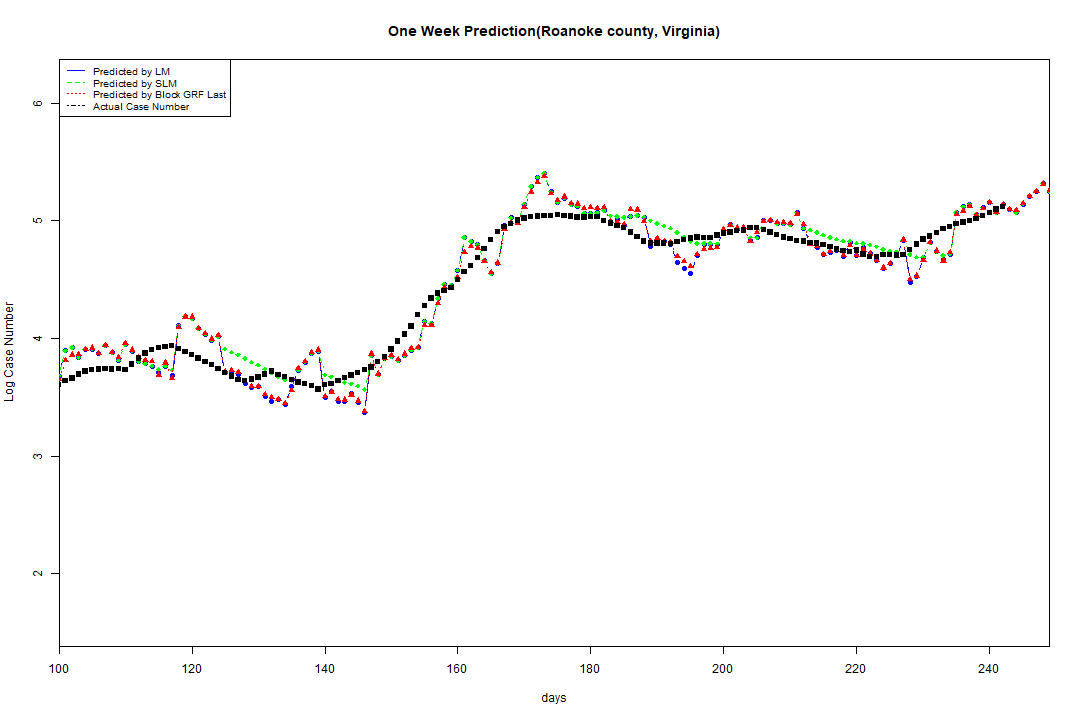 One Week Prediction(Roanoke county, Virginia)
Predicted by LM
Predicted by SLM
Predicted by Block GRF Last
Actual Case Number
6
5
4
3
2
Log Case Number
100 120 140 160 180 200 220 240
days